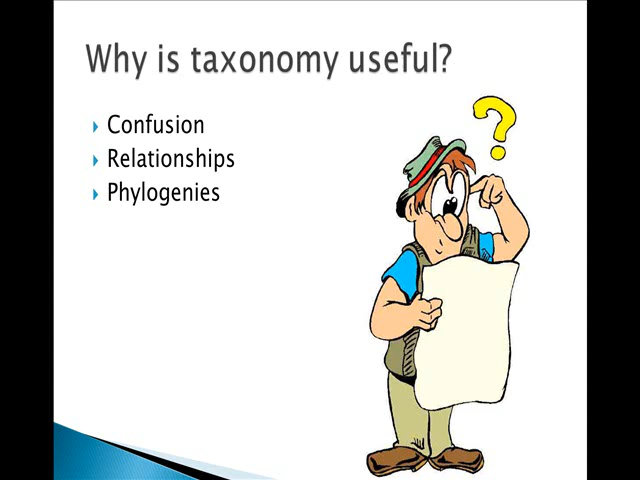 Why is taxonomy useful?
Confusion
Relationships
Phylogenies
?